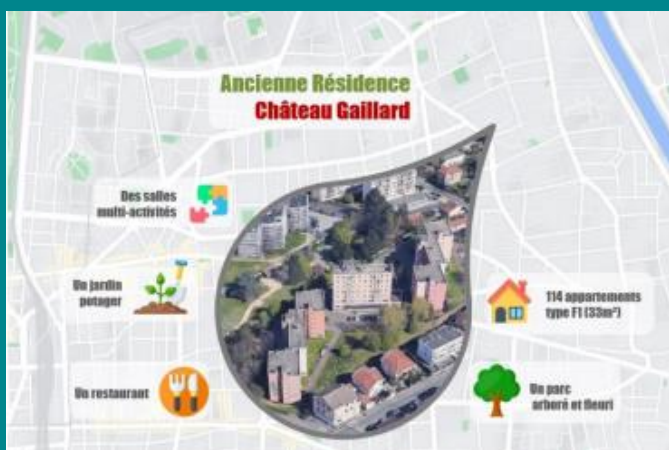 Ancienne Résidence
Château Gaillard
Des salles
multi-activités
Un jardin
potager
Un restaurant
114 appartements
type F1 (33m²)
Un parc
arboré et fleuri